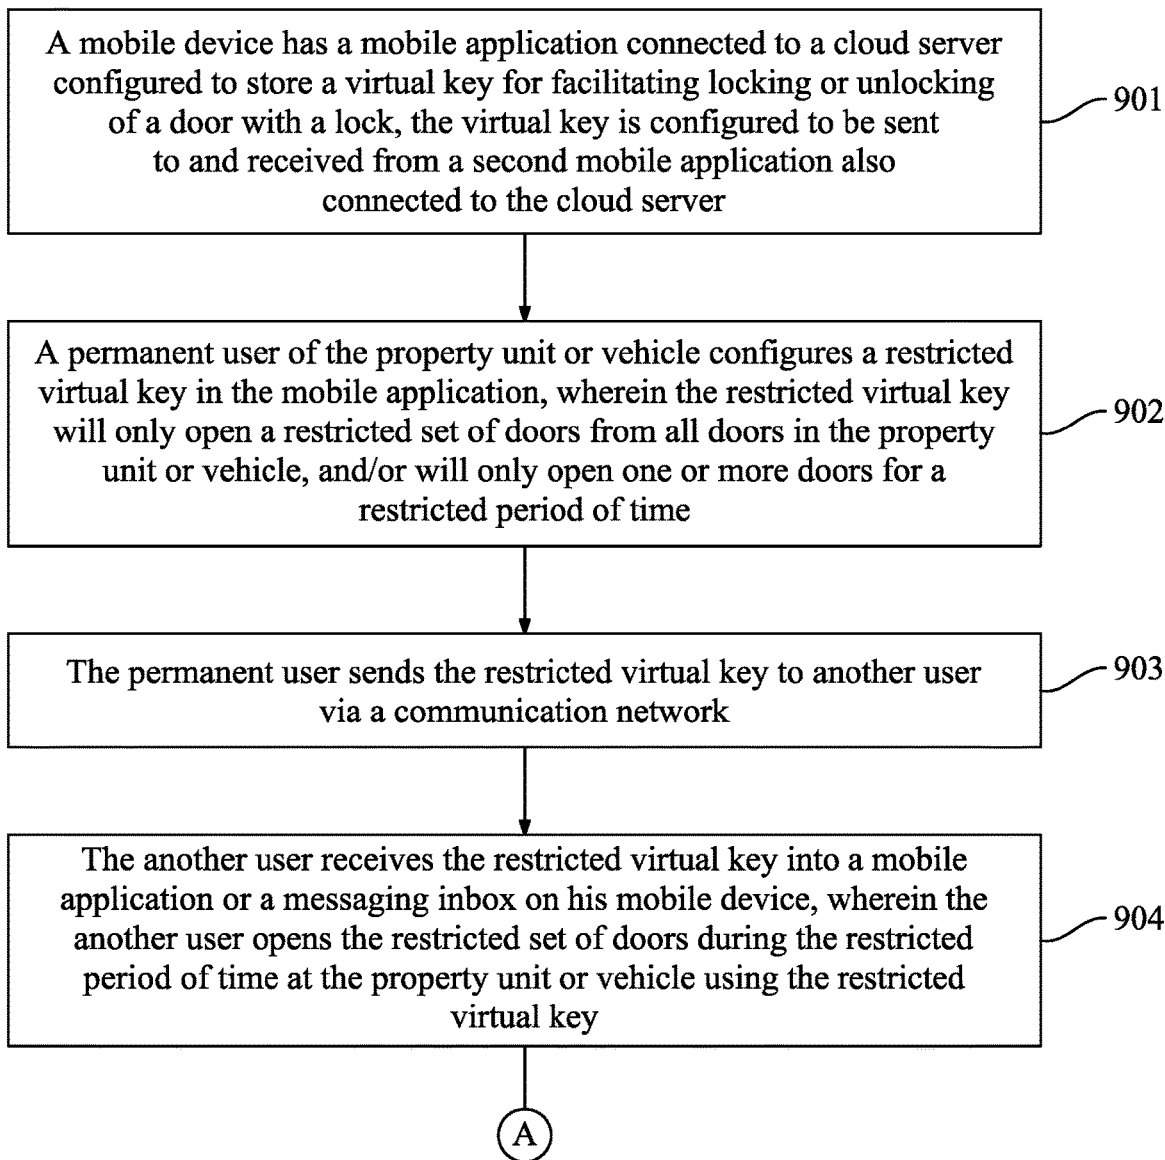 A mobile device has a mobile application connected to a cloud server
configured to store a virtual key for facilitating locking or unlocking
of a door with a lock, the virtual key is configured to be sent
to and received from a second mobile application also
connected to the cloud server
901
A permanent user of the property unit or vehicle configures a restricted
virtual key in the mobile application, wherein the restricted virtual key
will only open a restricted set of doors from all doors in the property
unit or vehicle, and/or will only open one or more doors for a
restricted period of time
902
The permanent user sends the restricted virtual key to another user
via a communication network
903
The another user receives the restricted virtual key into a mobile
application or a messaging inbox on his mobile device, wherein the
another user opens the restricted set of doors during the restricted
period of time at the property unit or vehicle using the restricted
virtual key
904
A